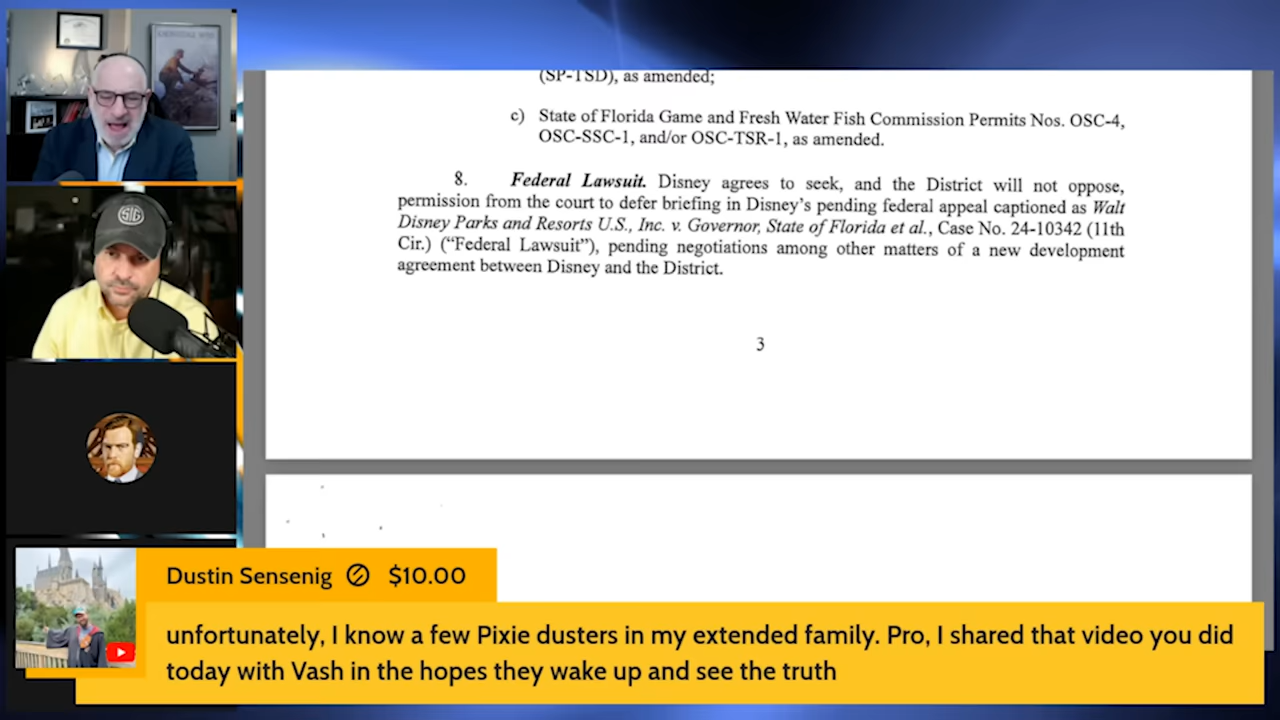 (SP-TSD), as amended;
c) State of Florida Game and Fresh Water Fish Commission Permits Nos. OSC-4,
OSC-SSC-1, and/or OSC-TSR-1, as amended.
8. Federal Lawsuit. Disney agrees to seek, and the District will not oppose,
permission from the court to defer briefing in Disney's pending federal appeal captioned as Walt
Disney Parks and Resorts U.S., Inc. v. Governor, State of Florida et al., Case No. 24-10342 (11th
Cir.) ("Federal Lawsuit"), pending negotiations among other matters of a new development
agreement between Disney and the District.
3
SIG
Dustin Sensenig $10.00
unfortunately, I know a few Pixie dusters in my extended family. Pro, I shared that video you did
today with Vash in the hopes they wake up and see the truth